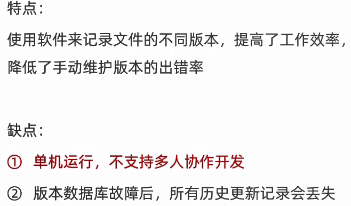 特点：
使用软件来记录文件的不同版本，提高了工作效率，
降低了手动维护版本的出错率
缺点：
① 单机运行，不支持多人协作开发
② 版本数据库故障后，所有历史更新记录会丢失